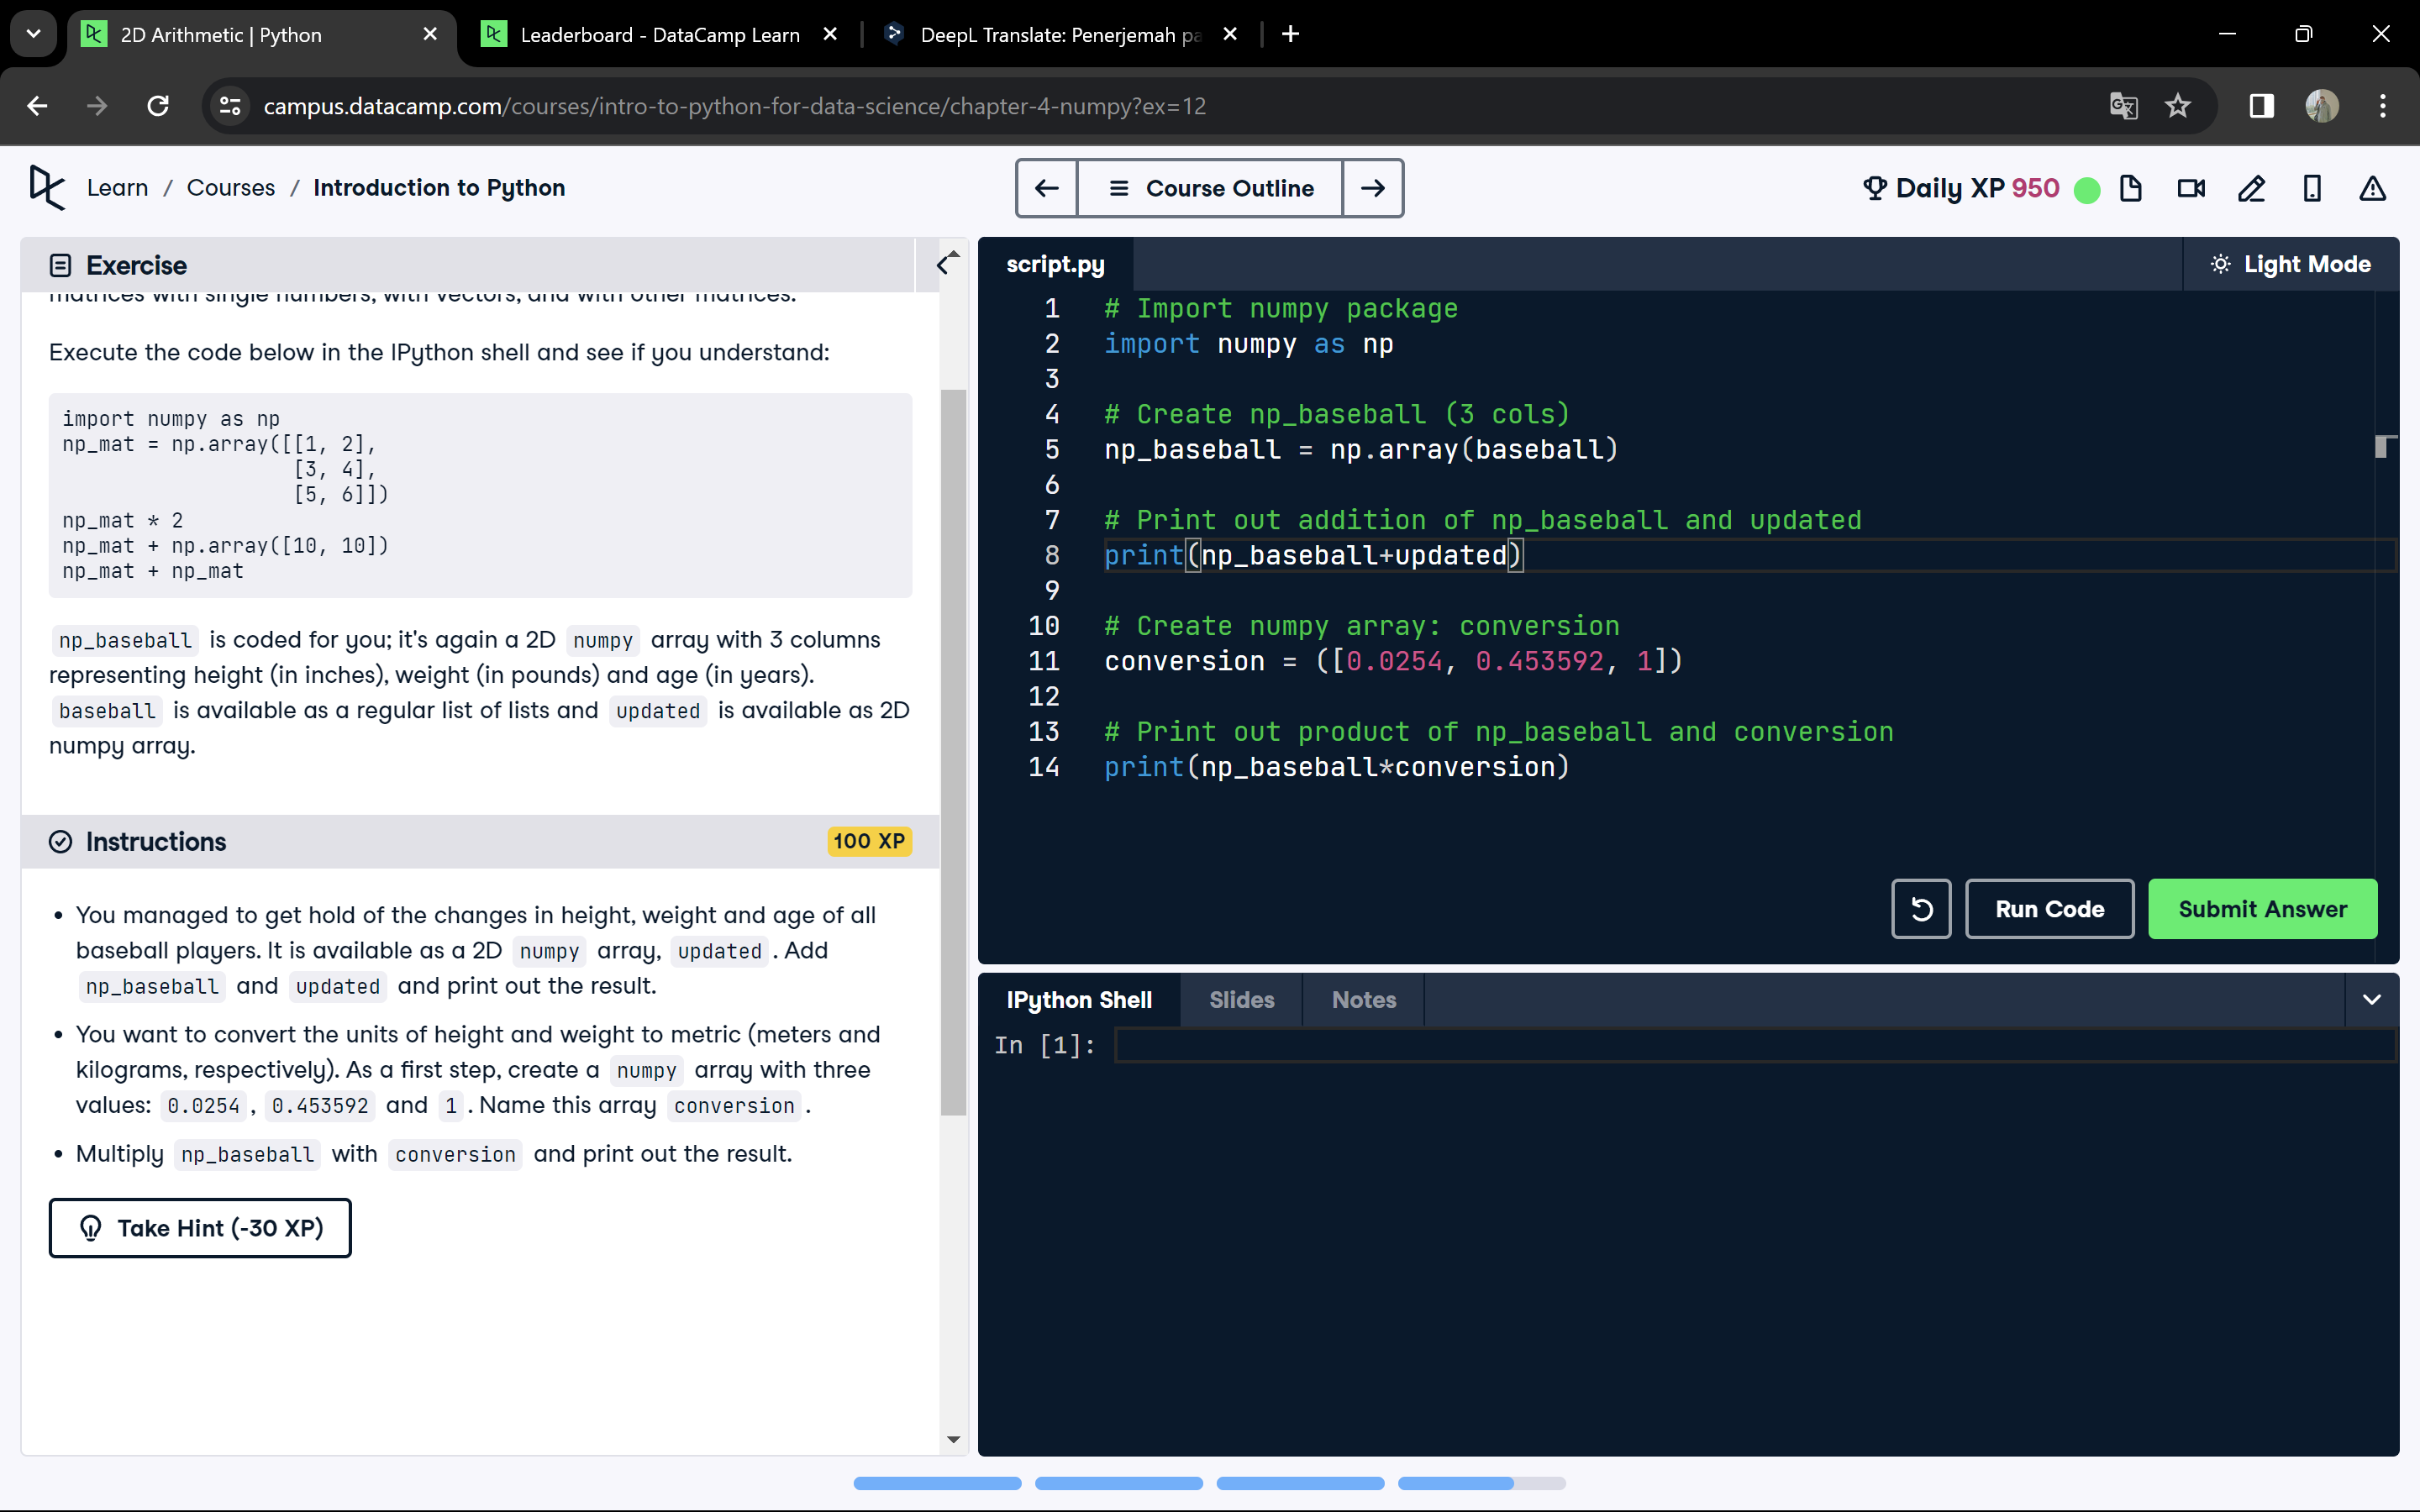 2D Arithmetic | Python
Leaderboard - DataCamp Learn
DeepL Translate: Penerjemah pa
campus.datacamp.com/courses/intro-to-python-for-data-science/chapter-4-numpy?ex=12
Learn / Courses / Introduction to Python
Course Outline
Daily XP 950
Exercise
matrices with single numbers, with vectors, and with other matrices.
Execute the code below in the IPython shell and see if you understand:
import numpy as np
np_mat = np.array([[1, 2],
[3, 4],
[5, 6]])
np_mat * 2
np_mat + np.array([10, 10])
np_mat + np_mat
np_baseball is coded for you; it's again a 2D numpy array with 3 columns
representing height (in inches), weight (in pounds) and age (in years).
baseball is available as a regular list of lists and updated is available as 2D
numpy array.
Instructions
100 XP
• You managed to get hold of the changes in height, weight and age of all
baseball players. It is available as a 2D numpy array, updated. Add
np_baseball and updated and print out the result.
• You want to convert the units of height and weight to metric (meters and
kilograms, respectively). As a first step, create a numpy array with three
values: 0.0254, 0.453592 and 1. Name this array conversion.
• Multiply np_baseball with conversion and print out the result.
Take Hint (-30 XP)
script.py
Light Mode
1 # Import numpy package
2 import numpy as np
3
4 # Create np_baseball (3 cols)
5 np_baseball = np.array(baseball)
6
7 # Print out addition of np_baseball and updated
8 print(np_baseball+updated)
9
10 # Create numpy array: conversion
11 conversion = ([0.0254, 0.453592, 1])
12
13 # Print out product of np_baseball and conversion
14 print(np_baseball*conversion)
Run Code
Submit Answer
IPython Shell
Slides
Notes
In [1]: